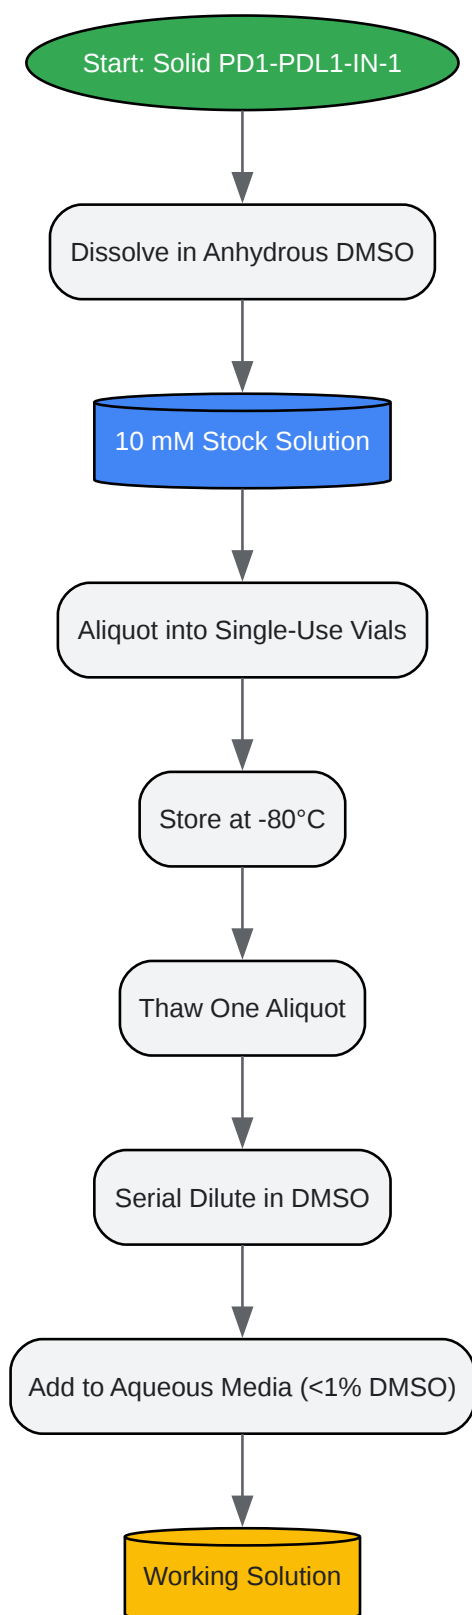 Start: Solid PD1-PDL1-IN-1
Dissolve in Anhydrous DMSO
10 mM Stock Solution
Aliquot into Single-Use Vials
Store at -80°C
Thaw One Aliquot
Serial Dilute in DMSO
Add to Aqueous Media (<1% DMSO)
Working Solution